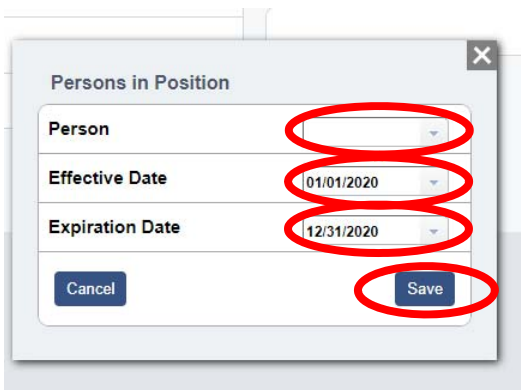 Persons in Position
Person
Effective Date 01/01/2020
Expiration Date 12/31/2020
Cancel Save